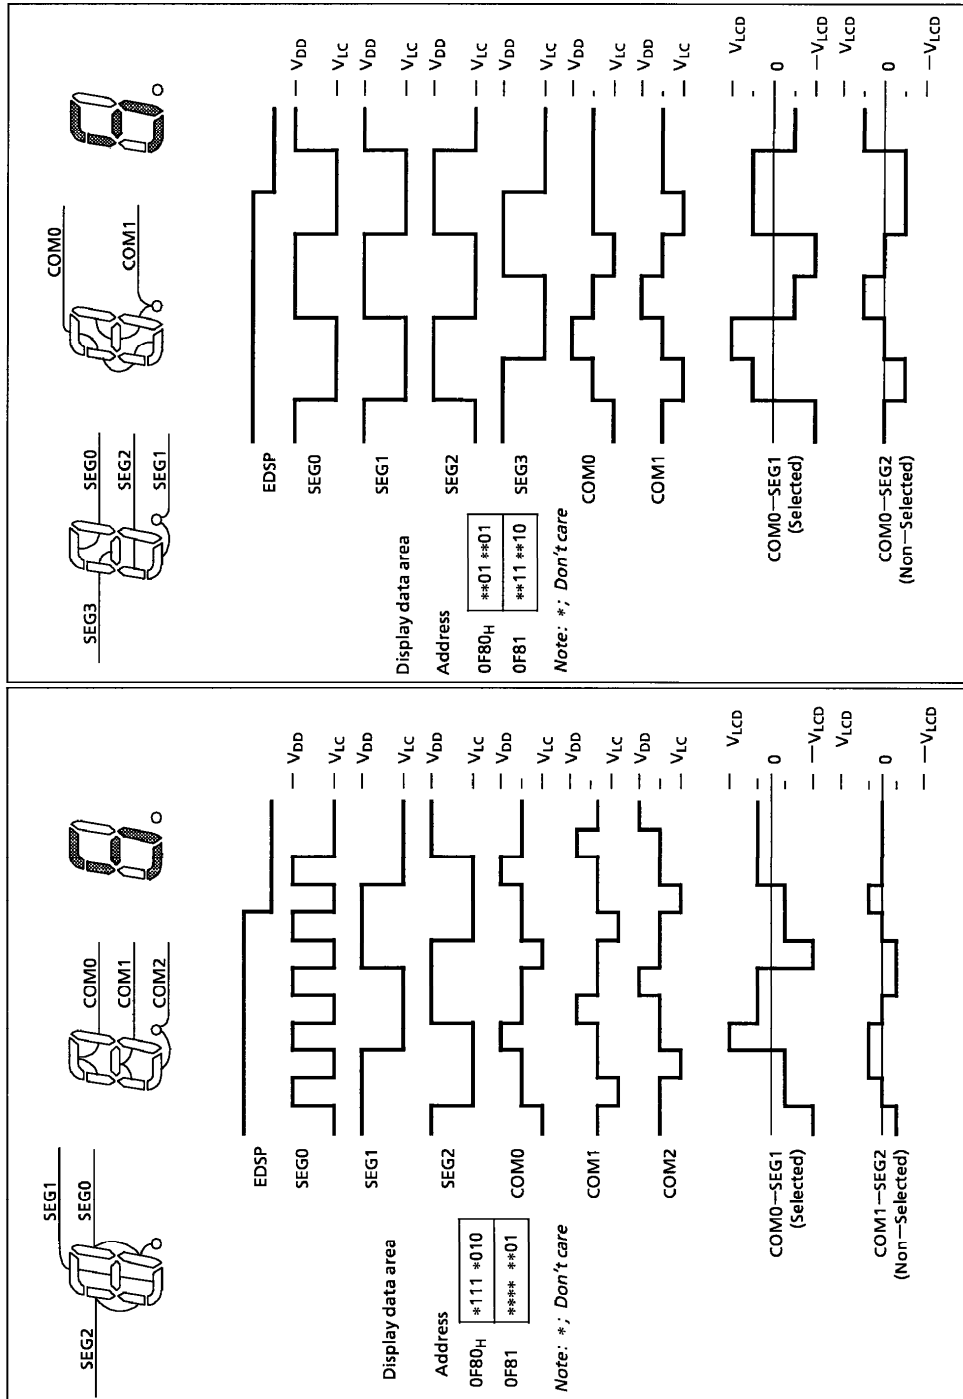 SEG3
SEG0
SEG2
SEG1
COM0
COM1
Display data area
Address
0F80H **01 **01
0F81 **11 **10
Note: *; Don't care
EDSP
SEG0
VDD
VLC
SEG1
VDD
VLC
SEG2
VDD
VLC
SEG3
VDD
VLC
COM0
VDD
VLC
COM1
VDD
VLC
COM0—SEG1
(Selected)
VLCD
0
—VLCD
COM0—SEG2
(Non—Selected)
VLCD
0
—VLCD
SEG2
SEG1
SEG0
COM0
COM1
COM2
Display data area
Address
0F80H *111 *010
0F81 **** **01
Note: *; Don't care
EDSP
SEG0
VDD
VLC
SEG1
VDD
VLC
SEG2
VDD
VLC
COM0
VDD
VLC
COM1
VDD
VLC
COM2
VDD
VLC
COM0—SEG1
(Selected)
VLCD
0
—VLCD
COM1—SEG2
(Non—Selected)
VLCD
0
—VLCD